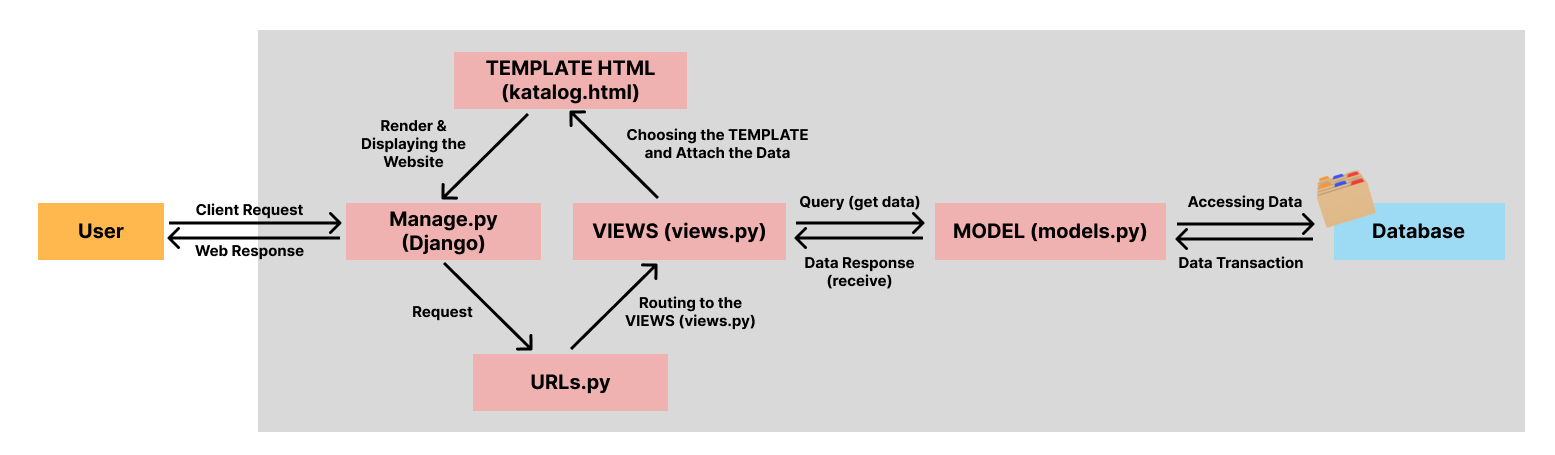 TEMPLATE HTML
(katalog.html)
Render &
Displaying the
Website
Choosing the TEMPLATE
and Attach the Data
User
Client Request
Web Response
Manage.py
(Django)
VIEWS (views.py)
Query (get data)
Data Response
(receive)
MODEL (models.py)
Accessing Data
Data Transaction
Database
Request
Routing to the
VIEWS (views.py)
URLs.py